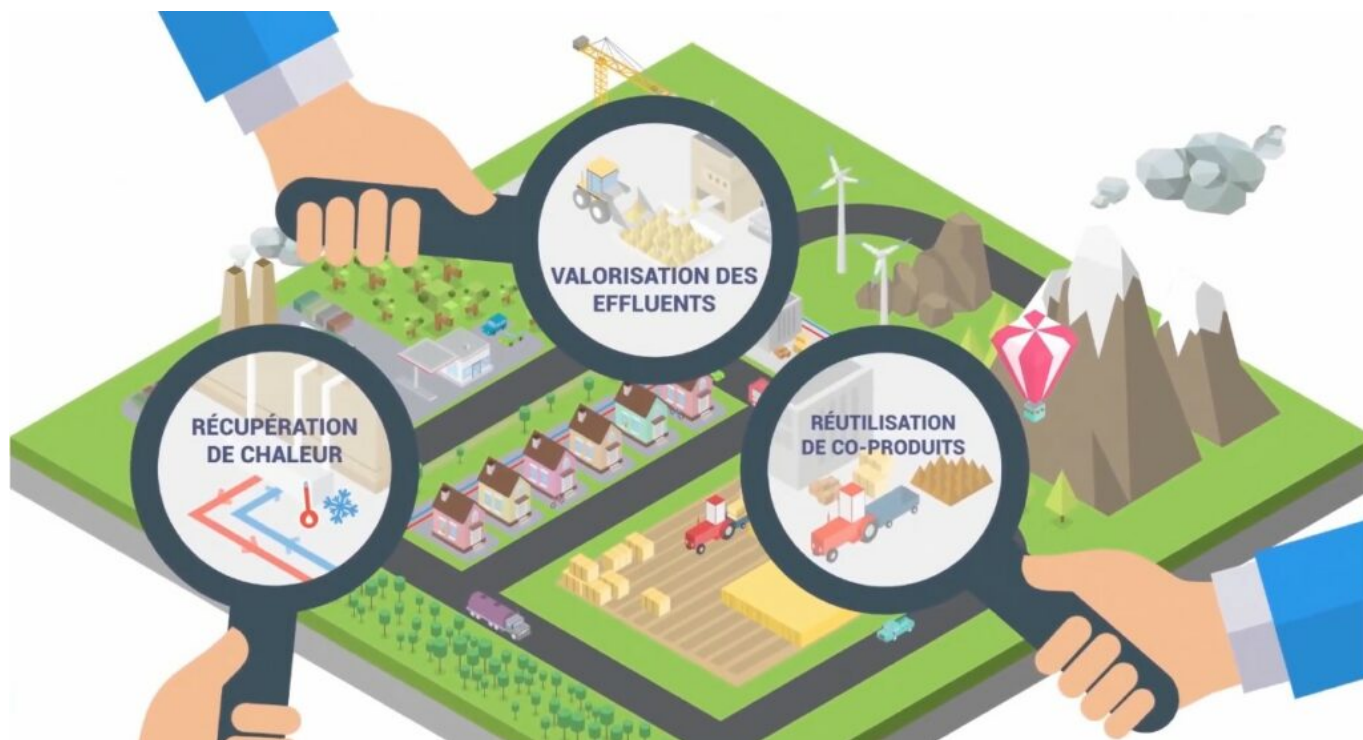 VALORISATION DES
EFFLUENTS
RÉCUPÉRATION
DE CHALEUR
RÉUTILISATION
DE CO-PRODUITS